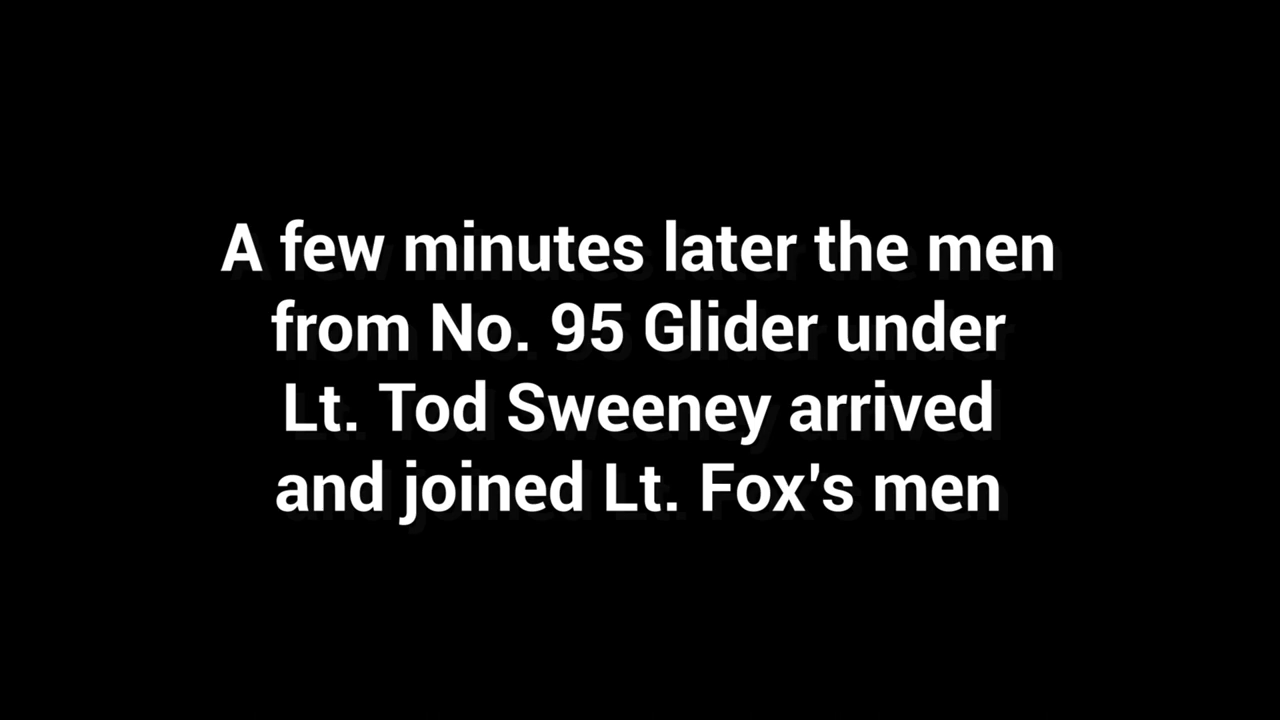 A few minutes later the men
from No. 95 Glider under
Lt. Tod Sweeney arrived
and joined Lt. Fox's men